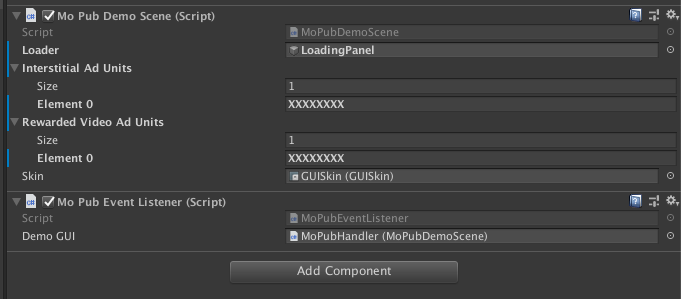 Mo Pub Demo Scene (Script)
Script MoPubDemoScene
Loader LoadingPanel
Interstitial Ad Units
Size 1
Element 0 XXXXXXXX
Rewarded Video Ad Units
Size 1
Element 0 XXXXXXXX
Skin GUISkin (GUISkin)
Mo Pub Event Listener (Script)
Script MoPubEventListener
Demo GUI MoPubHandler (MoPubDemoScene)
Add Component